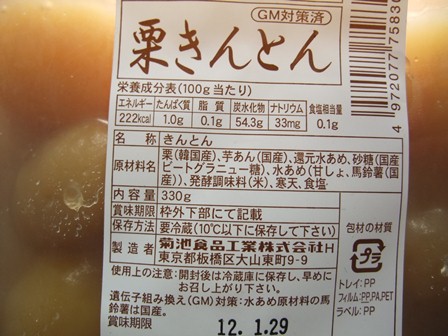 GM対策済
栗きんとん
4972077 75830
栄養成分表(100g当たり)
エネルギー たんぱく質 脂質 炭水化物 ナトリウム 食塩相当量
222kcal 1.0g 0.1g 54.3g 33mg 0.1g
名称 きんとん
原材料名 栗(韓国産)、芋あん(国産)、還元水あめ、砂糖(国産
ビートグラニュー糖)、水あめ(甘しょ、馬鈴薯(国
産))、発酵調味料(米)、寒天、食塩
内容量 330g
賞味期限 枠外下部にて記載
保存方法 要冷蔵(10℃以下に保存して下さい)
製造者 菊池食品工業株式会社H
東京都板橋区大山東町9-9
使用上の注意:開封後は冷蔵庫に保存し、早めに
お召し上がり下さい。
遺伝子組み換え(GM)対策:水あめ原材料の馬
鈴薯は国産。
賞味期限 12.1.29
包材の材質
プラ
トレイ:PP
フィルム:PP,PA,PET
ラベル:PP